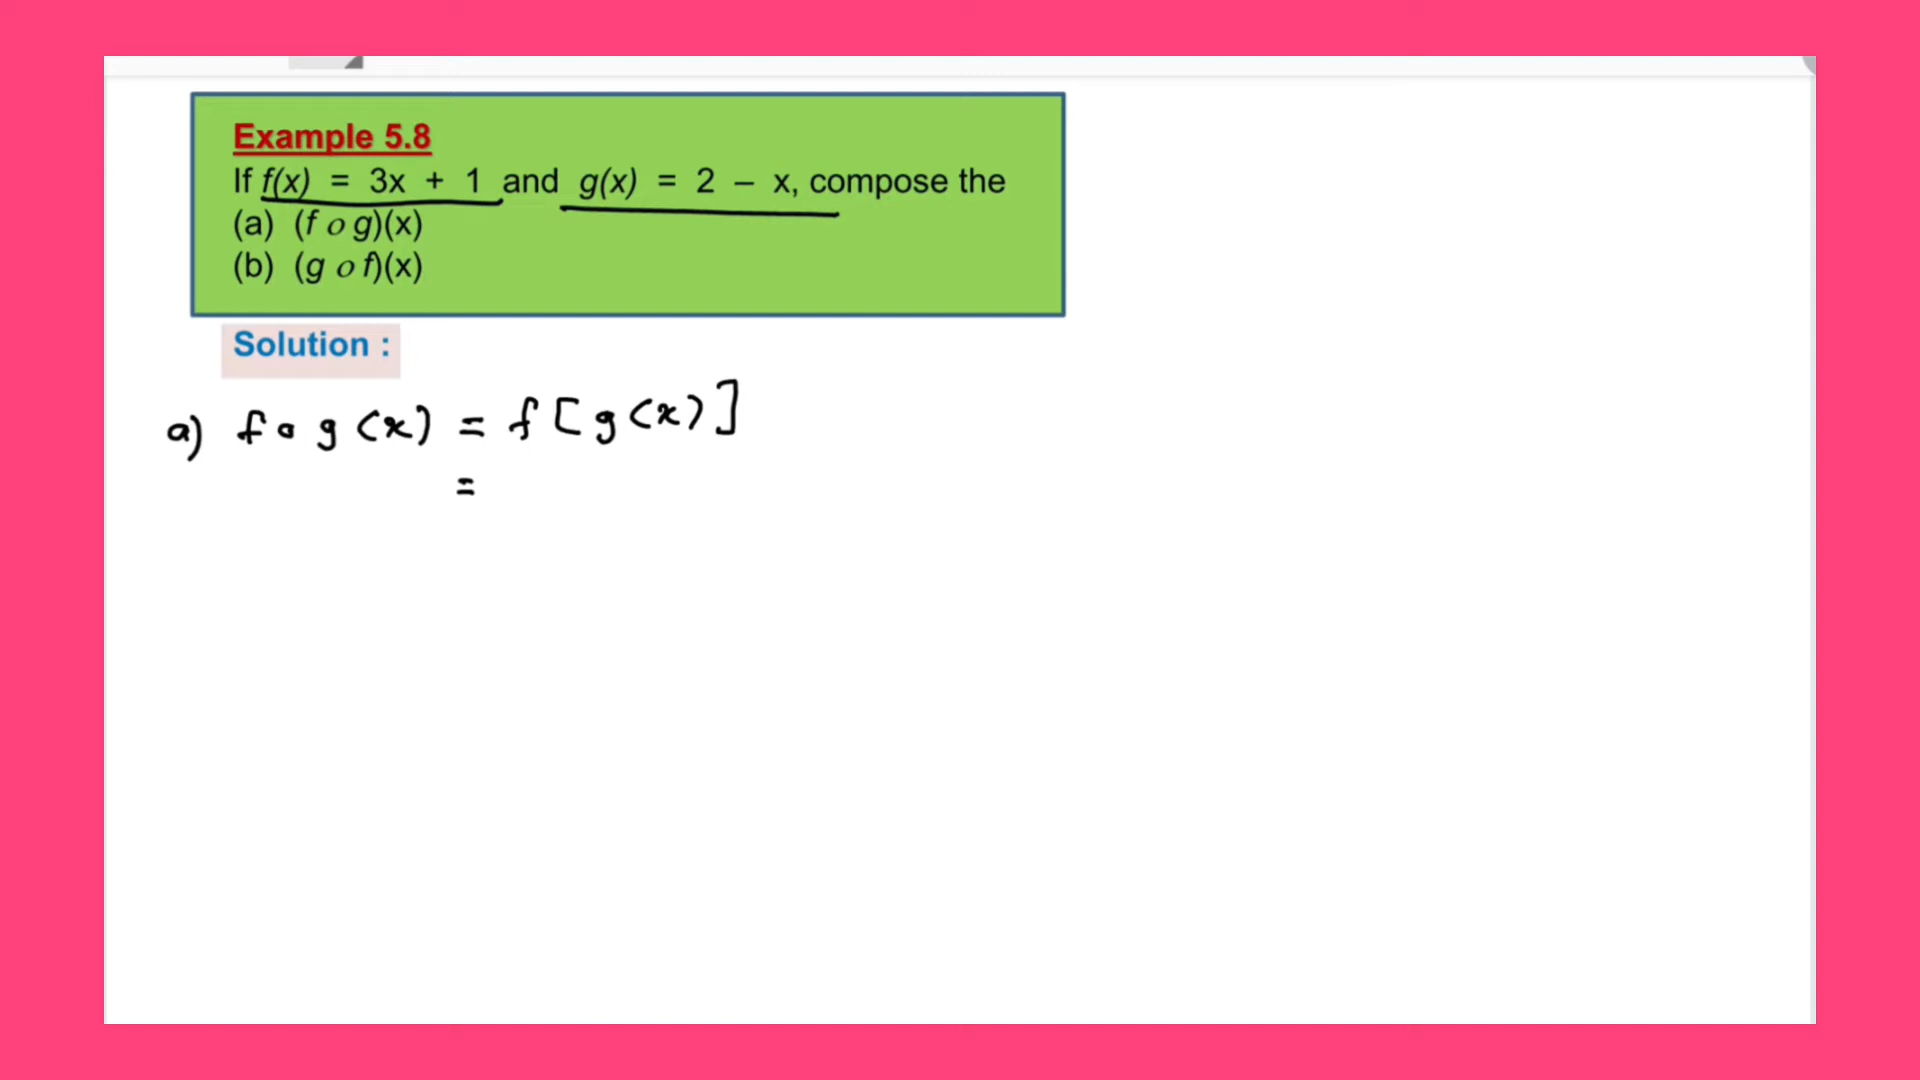 Example 5.8
If f(x) = 3x + 1 and g(x) = 2 – x, compose the
(a) (f o g)(x)
(b) (g o f)(x)
Solution :
a) f o g (x) = f [g (x)]
=